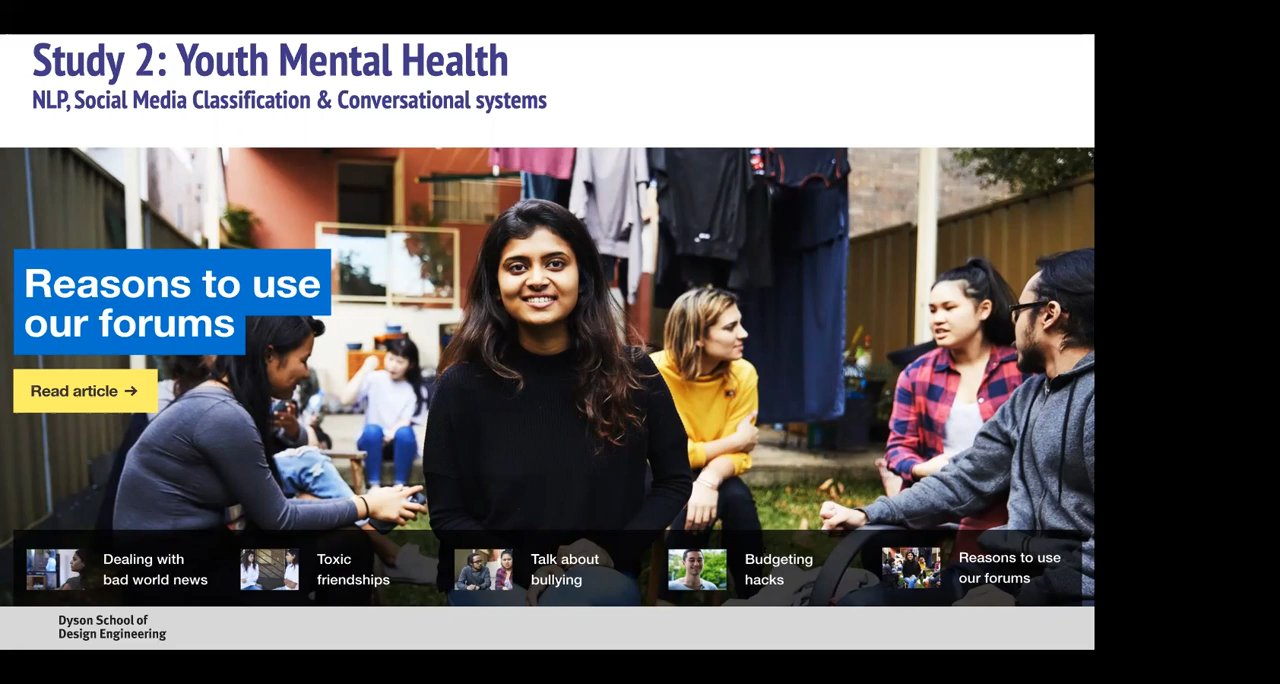 Study 2: Youth Mental Health
NLP, Social Media Classification & Conversational systems
Reasons to use
our forums
Read article →
Dealing with
bad world news
Toxic
friendships
Talk about
bullying
Budgeting
hacks
Reasons to use
our forums
Dyson School of
Design Engineering